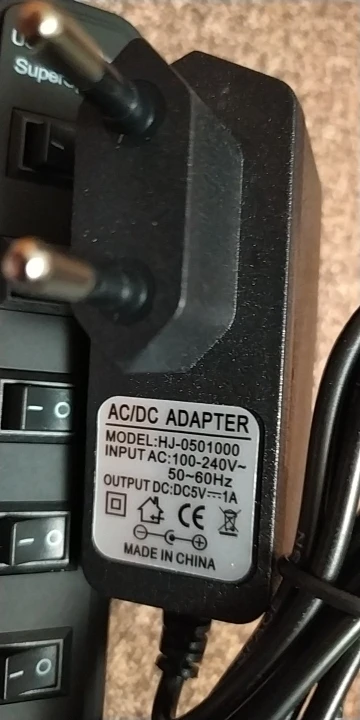 AC/DC ADAPTER
MODEL:HJ-0501000
INPUT AC:100-240V~
50~60Hz
OUTPUT DC:DC5V⎓1A
CE
MADE IN CHINA